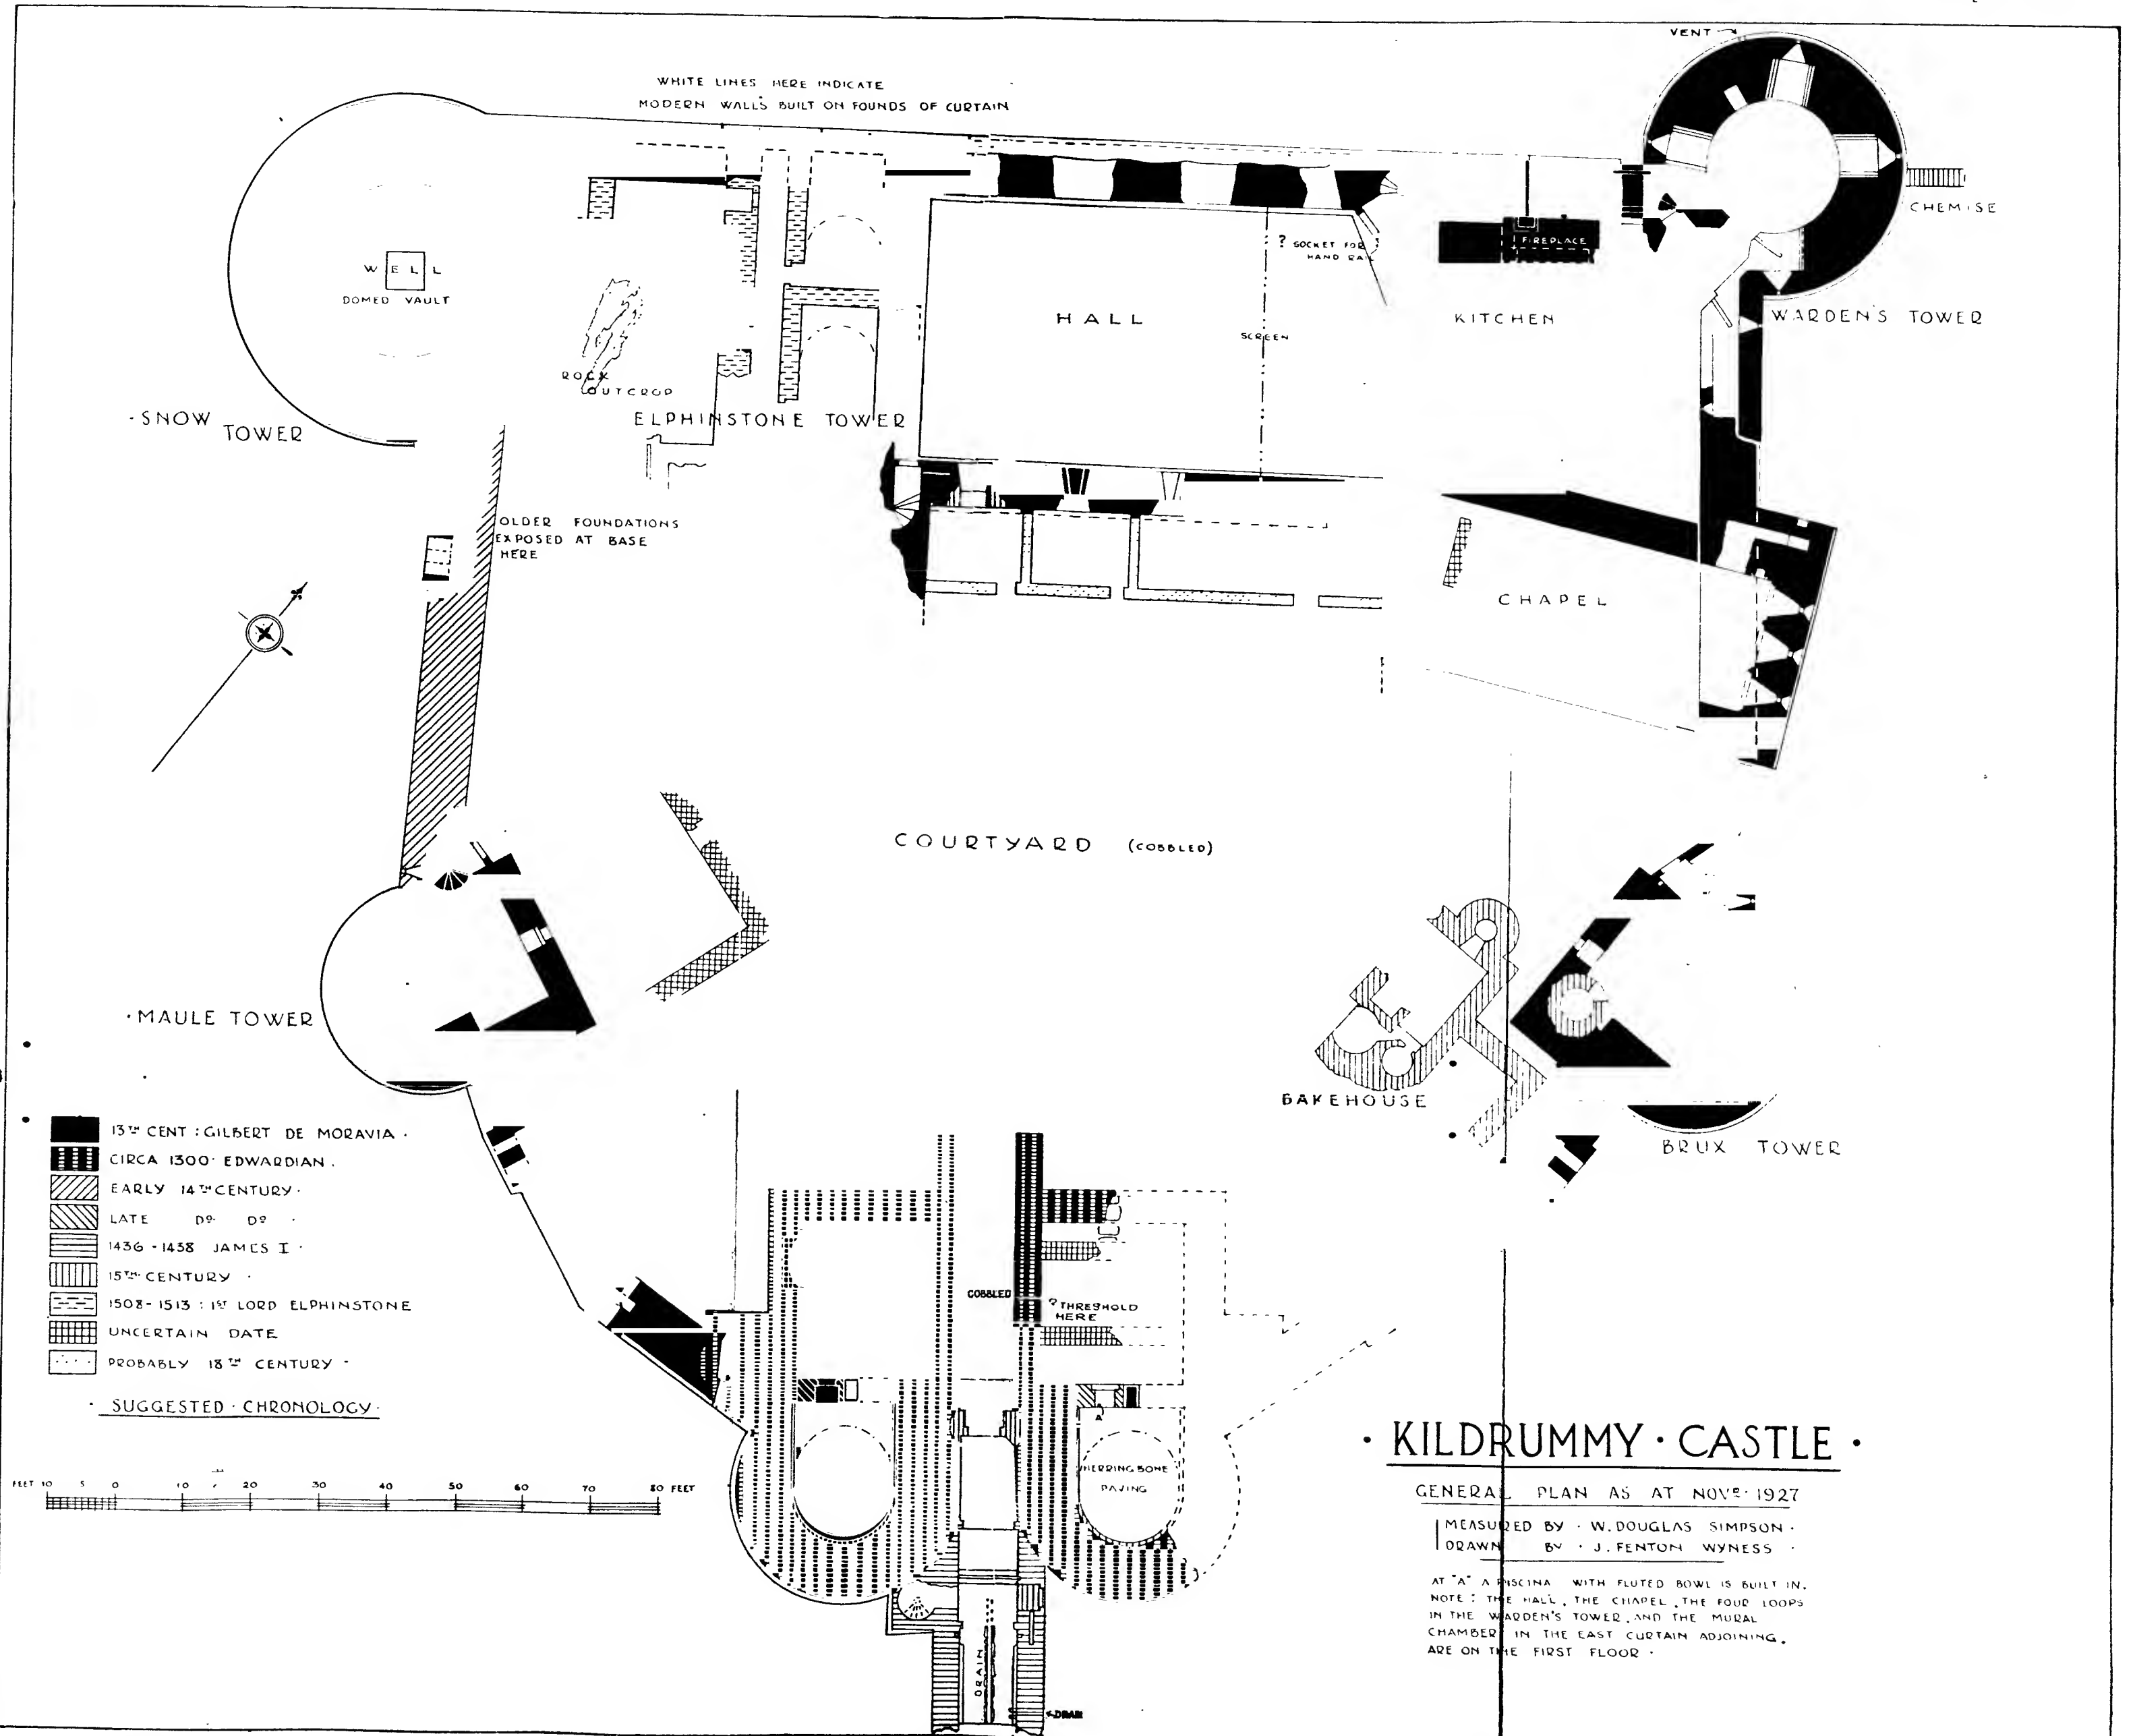 VENT
WHITE LINES HERE INDICATE
MODERN WALLS BUILT ON FOUNDS OF CURTAIN
CHEMISE
FIREPLACE
? SOCKET FOR
HAND RAIL
WELL
DOMED VAULT
HALL
SCREEN
KITCHEN
WARDEN'S TOWER
ROCK
OUTCROP
·SNOW
TOWER
ELPHINSTONE TOWER
OLDER FOUNDATIONS
EXPOSED AT BASE
HERE
CHAPEL
COURTYARD (COBBLED)
·MAULE TOWER
BAKEHOUSE
BRUX TOWER
13TH CENT : GILBERT DE MORAVIA ·
CIRCA 1300· EDWARDIAN .
EARLY 14TH CENTURY ·
LATE Do. Do ·
1436 - 1438 JAMES I ·
15TH CENTURY ·
1508 - 1513 : 1ST LORD ELPHINSTONE
UNCERTAIN DATE
PROBABLY 18TH CENTURY -
· SUGGESTED · CHRONOLOGY ·
COBBLED
? THRESHOLD
HERE
A
HERRING BONE
PAVING
FEET 10 5 0 10 20 30 40 50 60 70 80 FEET
DRAIN
DRAIN
· KILDRUMMY · CASTLE ·
GENERAL PLAN AS AT NOVR· 1927
MEASURED BY · W. DOUGLAS SIMPSON ·
DRAWN BY · J. FENTON WYNESS ·
AT "A" A PISCINA WITH FLUTED BOWL IS BUILT IN.
NOTE : THE HALL, THE CHAPEL, THE FOUR LOOPS
IN THE WARDEN'S TOWER, AND THE MURAL
CHAMBER IN THE EAST CURTAIN ADJOINING,
ARE ON THE FIRST FLOOR ·